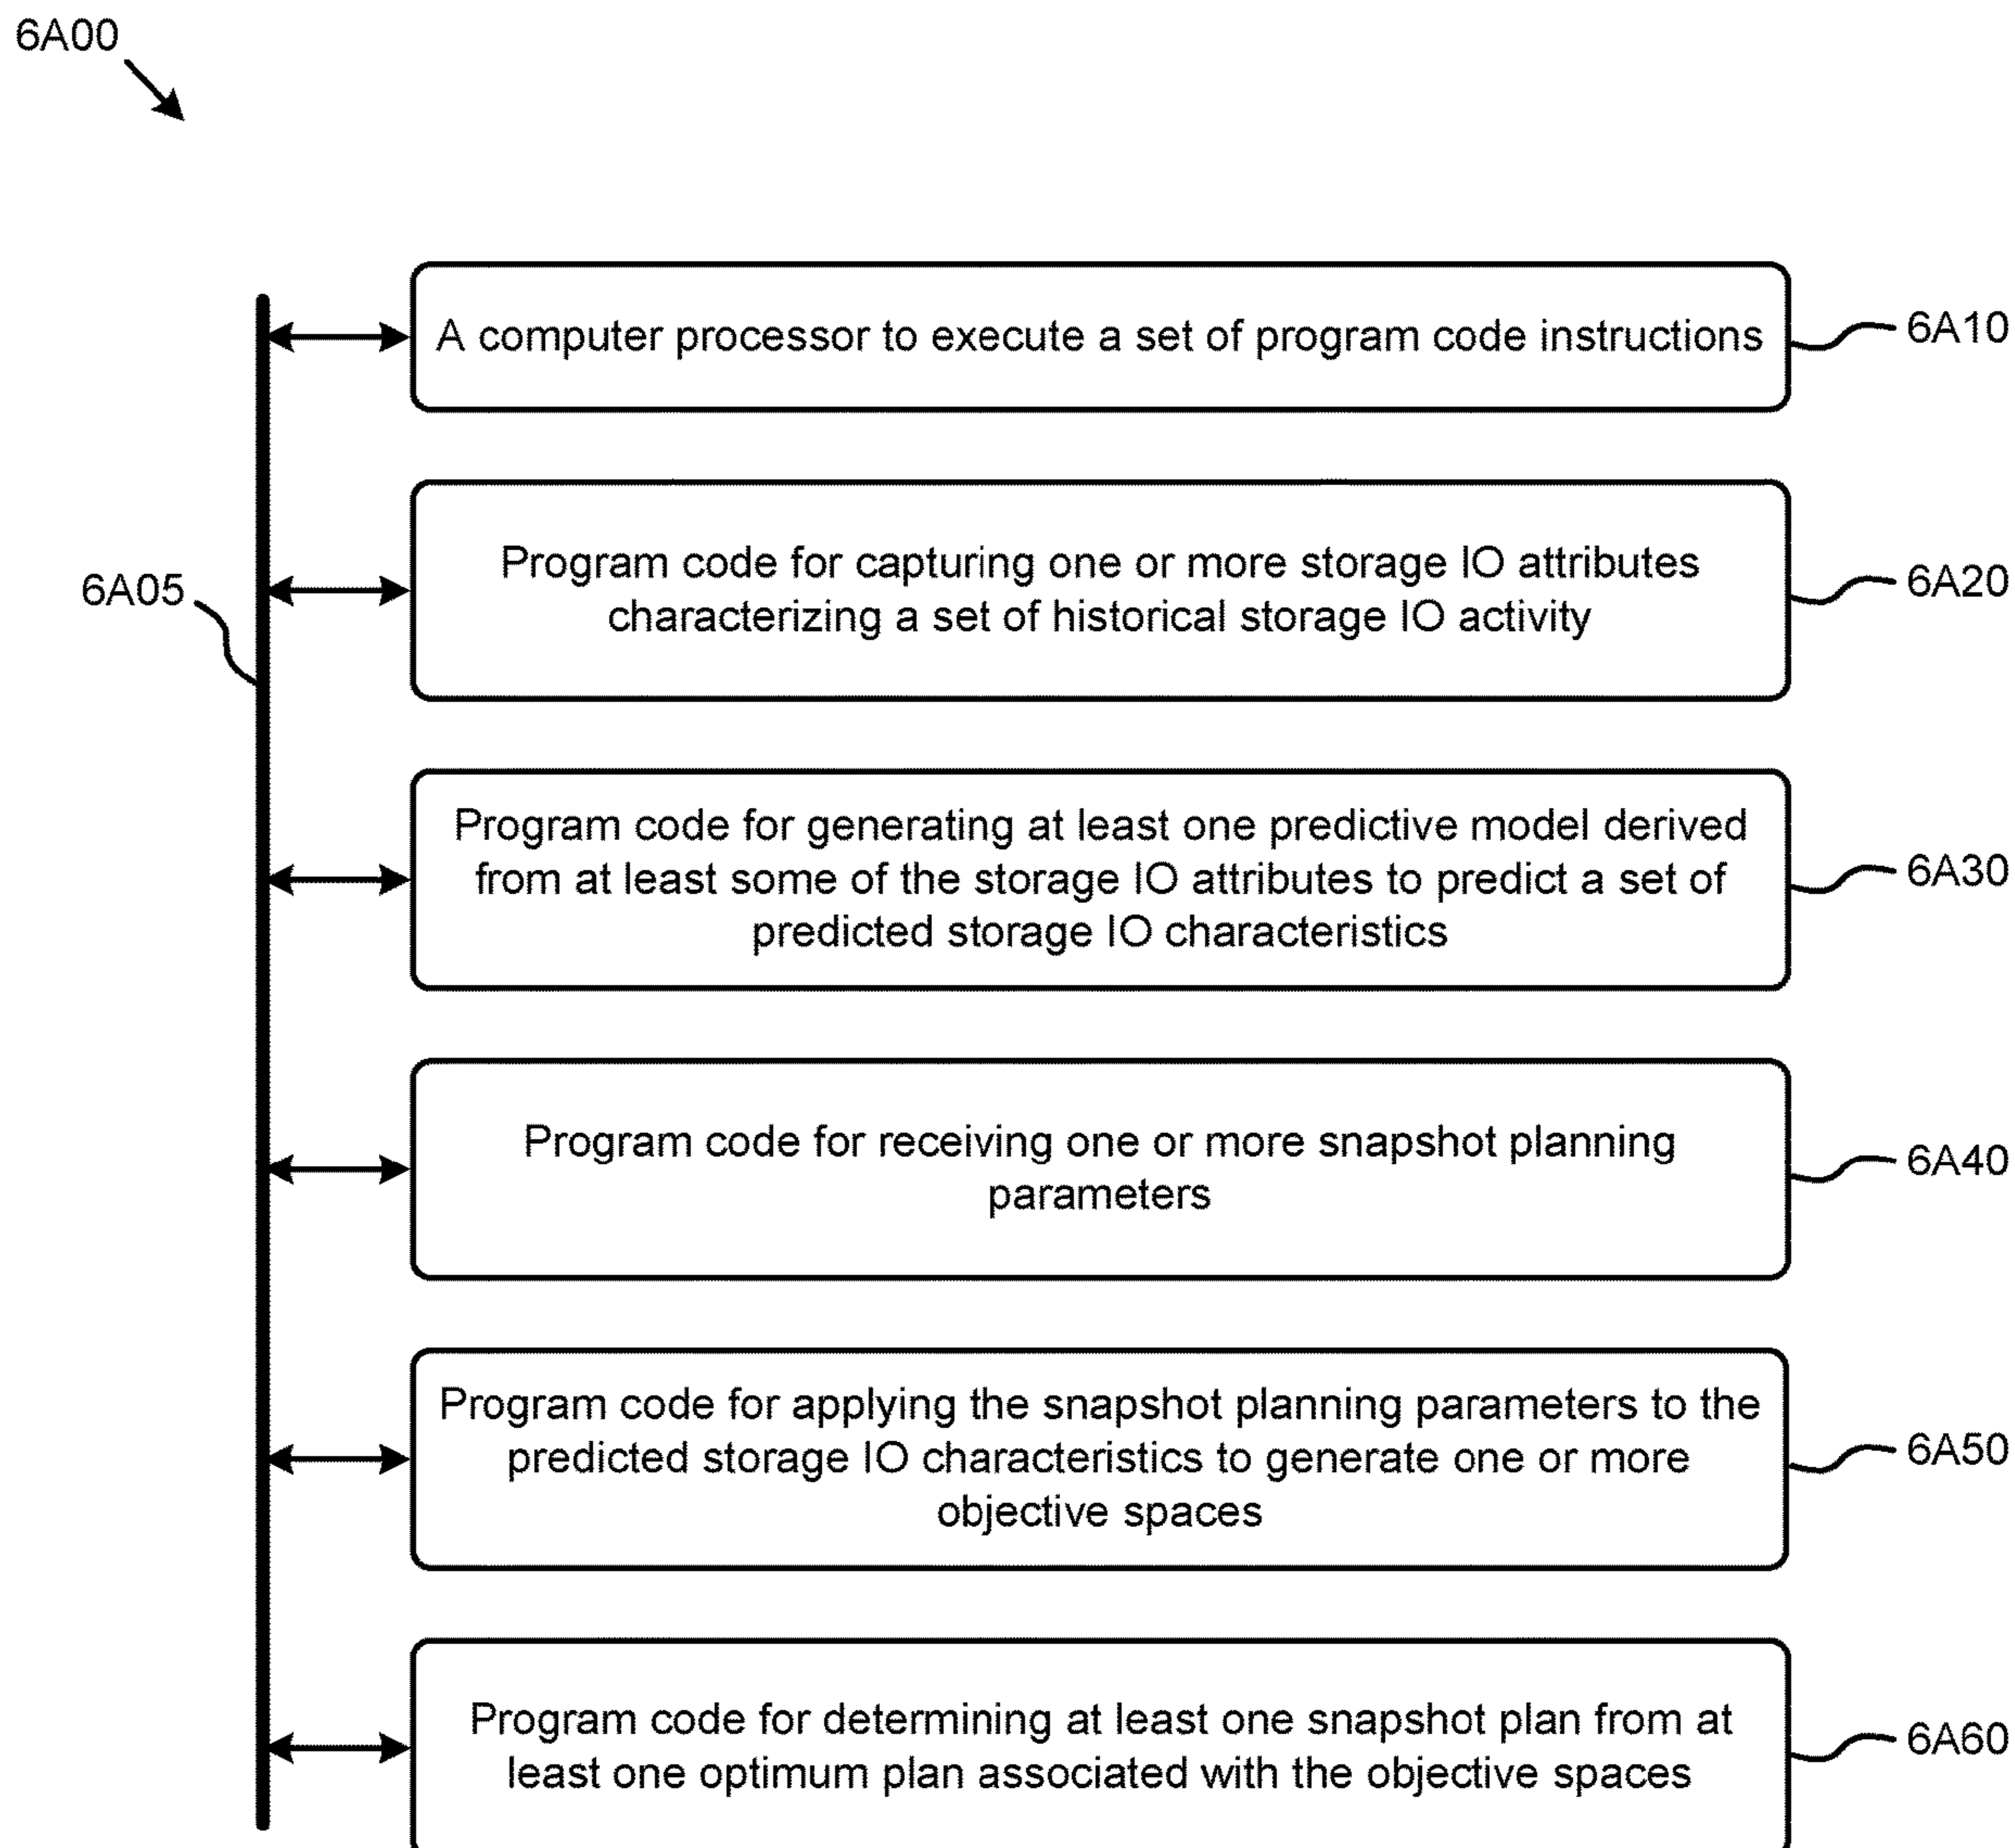 6A00
A computer processor to execute a set of program code instructions
6A10
6A05
Program code for capturing one or more storage IO attributes
characterizing a set of historical storage IO activity
6A20
Program code for generating at least one predictive model derived
from at least some of the storage IO attributes to predict a set of
predicted storage IO characteristics
6A30
Program code for receiving one or more snapshot planning
parameters
6A40
Program code for applying the snapshot planning parameters to the
predicted storage IO characteristics to generate one or more
objective spaces
6A50
Program code for determining at least one snapshot plan from at
least one optimum plan associated with the objective spaces
6A60